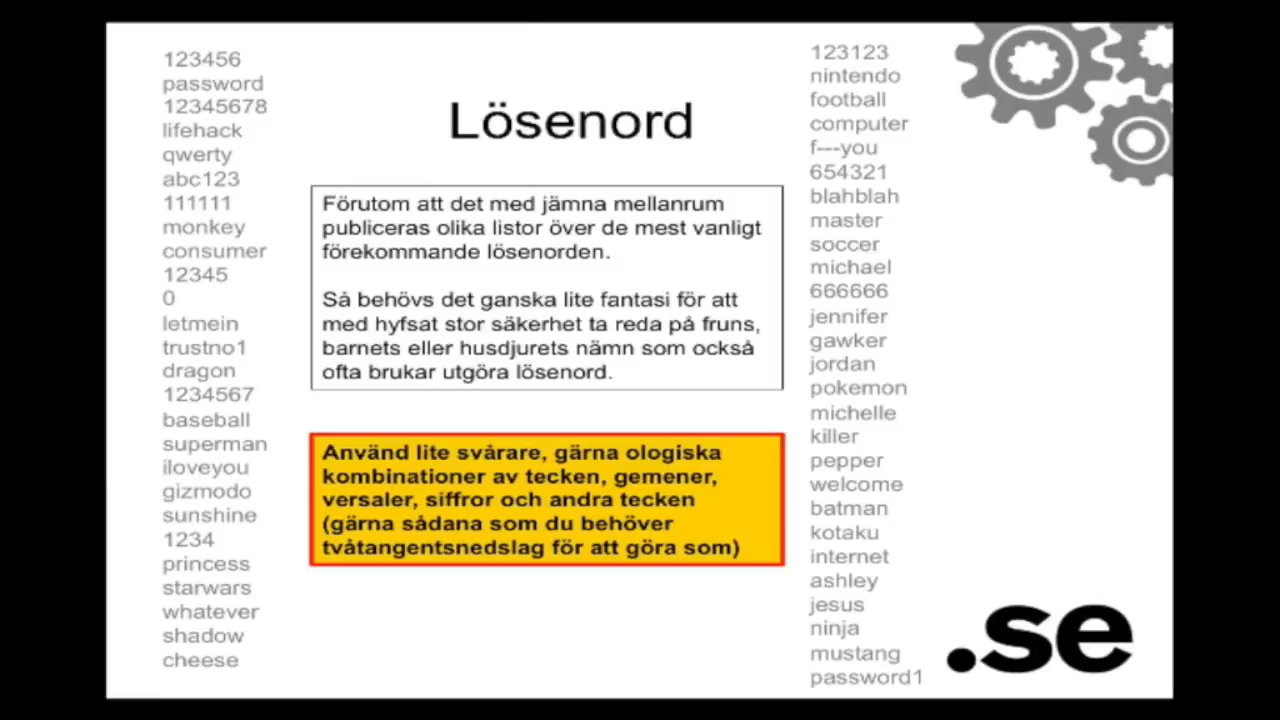 123456
password
12345678
lifehack
qwerty
abc123
111111
monkey
consumer
12345
0
letmein
trustno1
dragon
1234567
baseball
superman
iloveyou
gizmodo
sunshine
1234
princess
starwars
whatever
shadow
cheese
Lösenord
Förutom att det med jämna mellanrum
publiceras olika listor över de mest vanligt
förekommande lösenorden.
Så behövs det ganska lite fantasi för att
med hyfsat stor säkerhet ta reda på fruns,
barnets eller husdjurets nämn som också
ofta brukar utgöra lösenord.
Använd lite svårare, gärna ologiska
kombinationer av tecken, gemener,
versaler, siffror och andra tecken
(gärna sådana som du behöver
tvåtangentsnedslag för att göra som)
123123
nintendo
football
computer
f---you
654321
blahblah
master
soccer
michael
666666
jennifer
gawker
jordan
pokemon
michelle
killer
pepper
welcome
batman
kotaku
internet
ashley
jesus
ninja
mustang
password1
.se